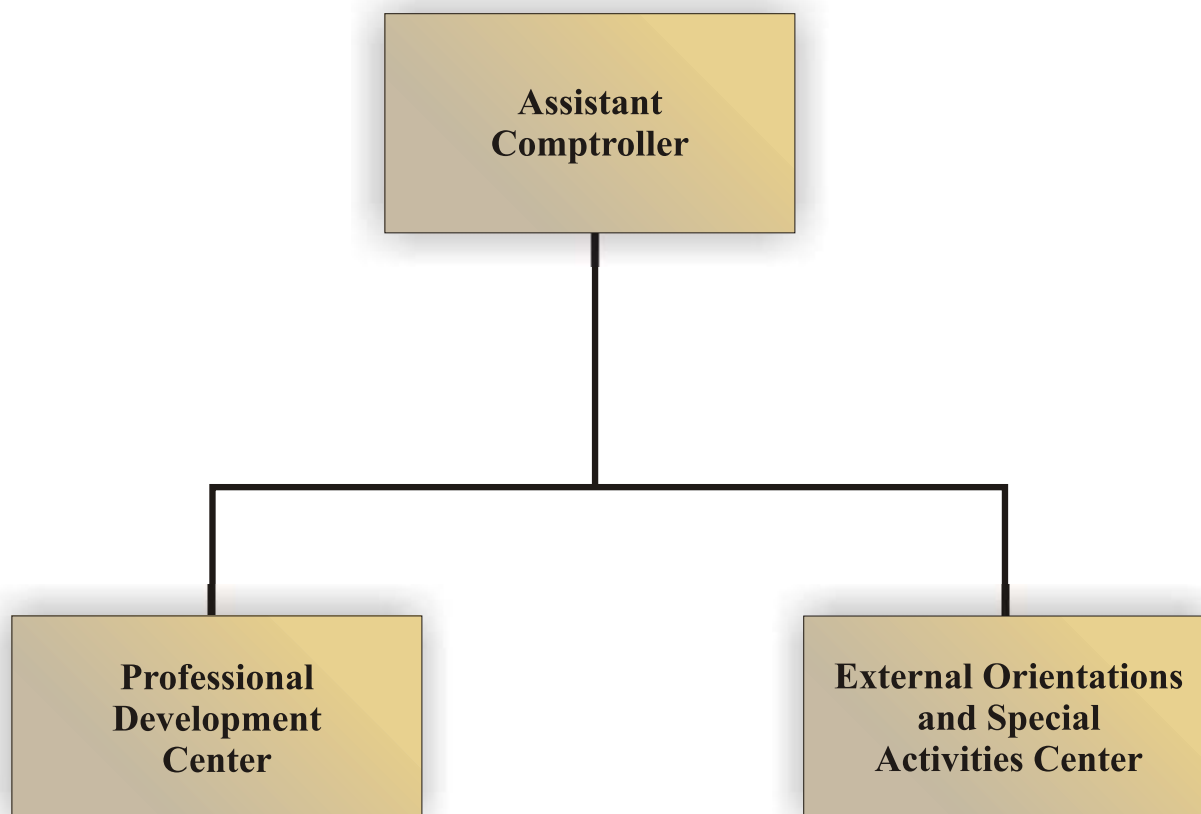 Assistant
Comptroller
Professional
Development
Center
External Orientations
and Special
Activities Center